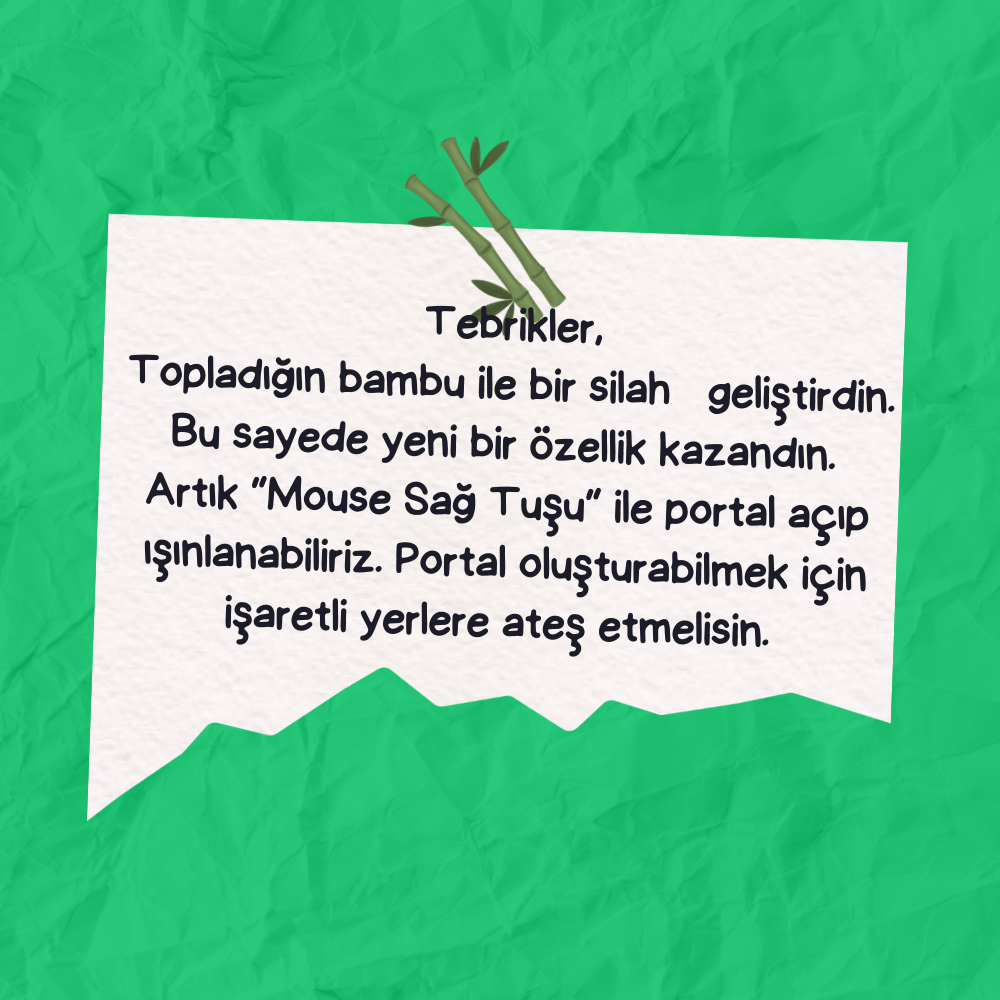 Tebrikler,
Topladığın bambu ile bir silah geliştirdin.
Bu sayede yeni bir özellik kazandın.
Artık "Mouse Sağ Tuşu" ile portal açıp
ışınlanabiliriz. Portal oluşturabilmek için
işaretli yerlere ateş etmelisin.